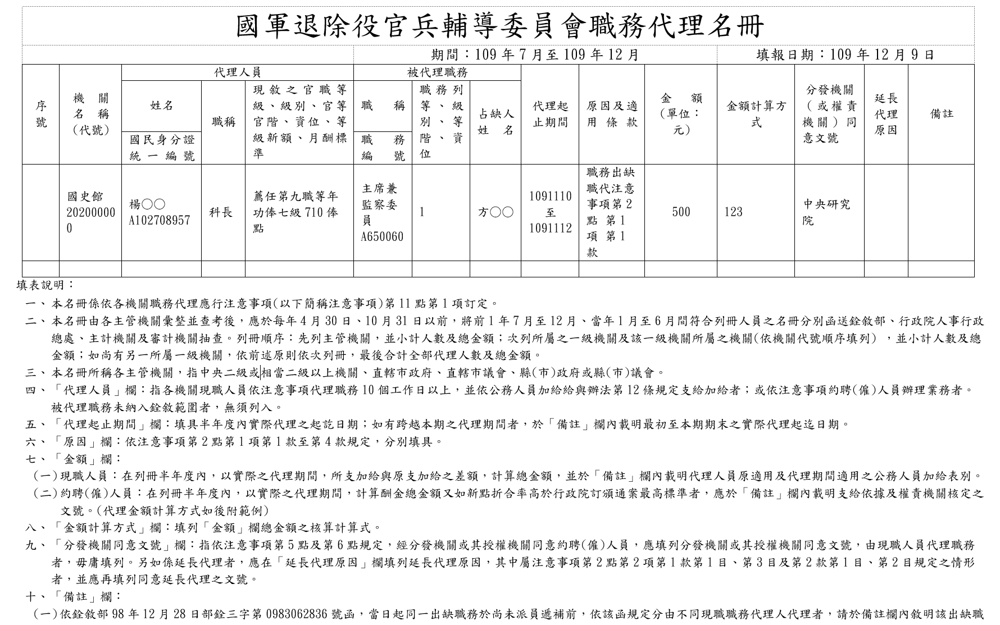 國軍退除役官兵輔導委員會職務代理名冊
期間：109 年 7 月至 109 年 12 月
填報日期：109 年 12 月 9 日
序號
機關名稱(代號)
代理人員
姓名
國民身分證統一編號
職稱
現敘之官職等級、級別、官等官階、資位、等級新額、月酬標準
被代理職務
職稱
職務編號
職務列等、級別、等階、資位
占缺人姓名
代理起止期間
原因及適用條款
金額(單位：元)
金額計算方式
分發機關(或權責機關)同意文號
延長代理原因
備註
國史館
20200000
0
楊○○
A102708957
科長
薦任第九職等年
功俸七級 710 俸
點
主席兼
監察委
員
A650060
1
方○○
1091110
至
1091112
職務出缺
職代注意
事項第 2
點 第 1
項 第 1
款
500
123
中央研究
院
填表說明：
一、本名冊係依各機關職務代理應行注意事項(以下簡稱注意事項)第 11 點第 1 項訂定。
二、本名冊由各主管機關彙整並查考後，應於每年 4 月 30 日、10 月 31 日以前，將前 1 年 7 月至 12 月、當年 1 月至 6 月間符合列冊人員之名冊分別函送銓敘部、行政院人事行政
總處、主計機關及審計機關抽查。列冊順序：先列主管機關，並小計人數及總金額；次列所屬之一級機關及該一級機關所屬之機關(依機關代號順序填列)，並小計人數及總
金額；如尚有另一所屬一級機關，依前述原則依次列冊，最後合計全部代理人數及總金額。
三、本名冊所稱各主管機關，指中央二級或相當二級以上機關、直轄市政府、直轄市議會、縣(市)政府或縣(市)議會。
四、「代理人員」欄：指各機關現職人員依注意事項代理職務 10 個工作日以上，並依公務人員加給給與辦法第 12 條規定支給加給者；或依注意事項約聘(僱)人員辦理業務者。
被代理職務未納入銓敘範圍者，無須列入。
五、「代理起止期間」欄：填具半年度內實際代理之起訖日期；如有跨越本期之代理期間者，於「備註」欄內載明最初至本期期末之實際代理起迄日期。
六、「原因」欄：依注意事項第 2 點第 1 項第 1 款至第 4 款規定，分別填具。
七、「金額」欄：
(一)現職人員：在列冊半年度內，以實際之代理期間，所支加給與原支加給之差額，計算總金額，並於「備註」欄內載明代理人員原適用及代理期間適用之公務人員加給表別。
(二)約聘(僱)人員：在列冊半年度內，以實際之代理期間，計算酬金總金額又如新點折合率高於行政院訂頒通案最高標準者，應於「備註」欄內載明支給依據及權責機關核定之
文號。(代理金額計算方式如後附範例)
八、「金額計算方式」欄：填列「金額」欄總金額之核算計算式。
九、「分發機關同意文號」欄：指依注意事項第 5 點及第 6 點規定，經分發機關或其授權機關同意約聘(僱)人員，應填列分發機關或其授權機關同意文號，由現職人員代理職務
者，毋庸填列。另如係延長代理者，應在「延長代理原因」欄填列延長代理原因，其中屬注意事項第 2 點第 2 項第 1 款第 1 目、第 3 目及第 2 款第 1 目、第 2 目規定之情形
者，並應再填列同意延長代理之文號。
十、「備註」欄：
(一)依銓敘部 98 年 12 月 28 日部銓三字第 0983062836 號函，當日起同一出缺職務於尚未派員遞補前，依該函規定分由不同現職職務代理人代理者，請於備註欄內敘明該出缺職